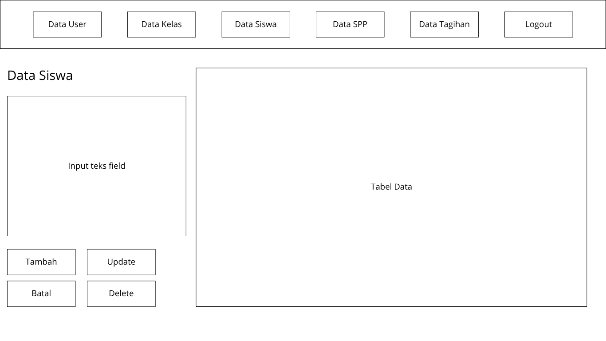 Data User
Data Kelas
Data Siswa
Data SPP
Data Tagihan
Logout
Data Siswa
Input teks field
Tabel Data
Tambah
Update
Batal
Delete